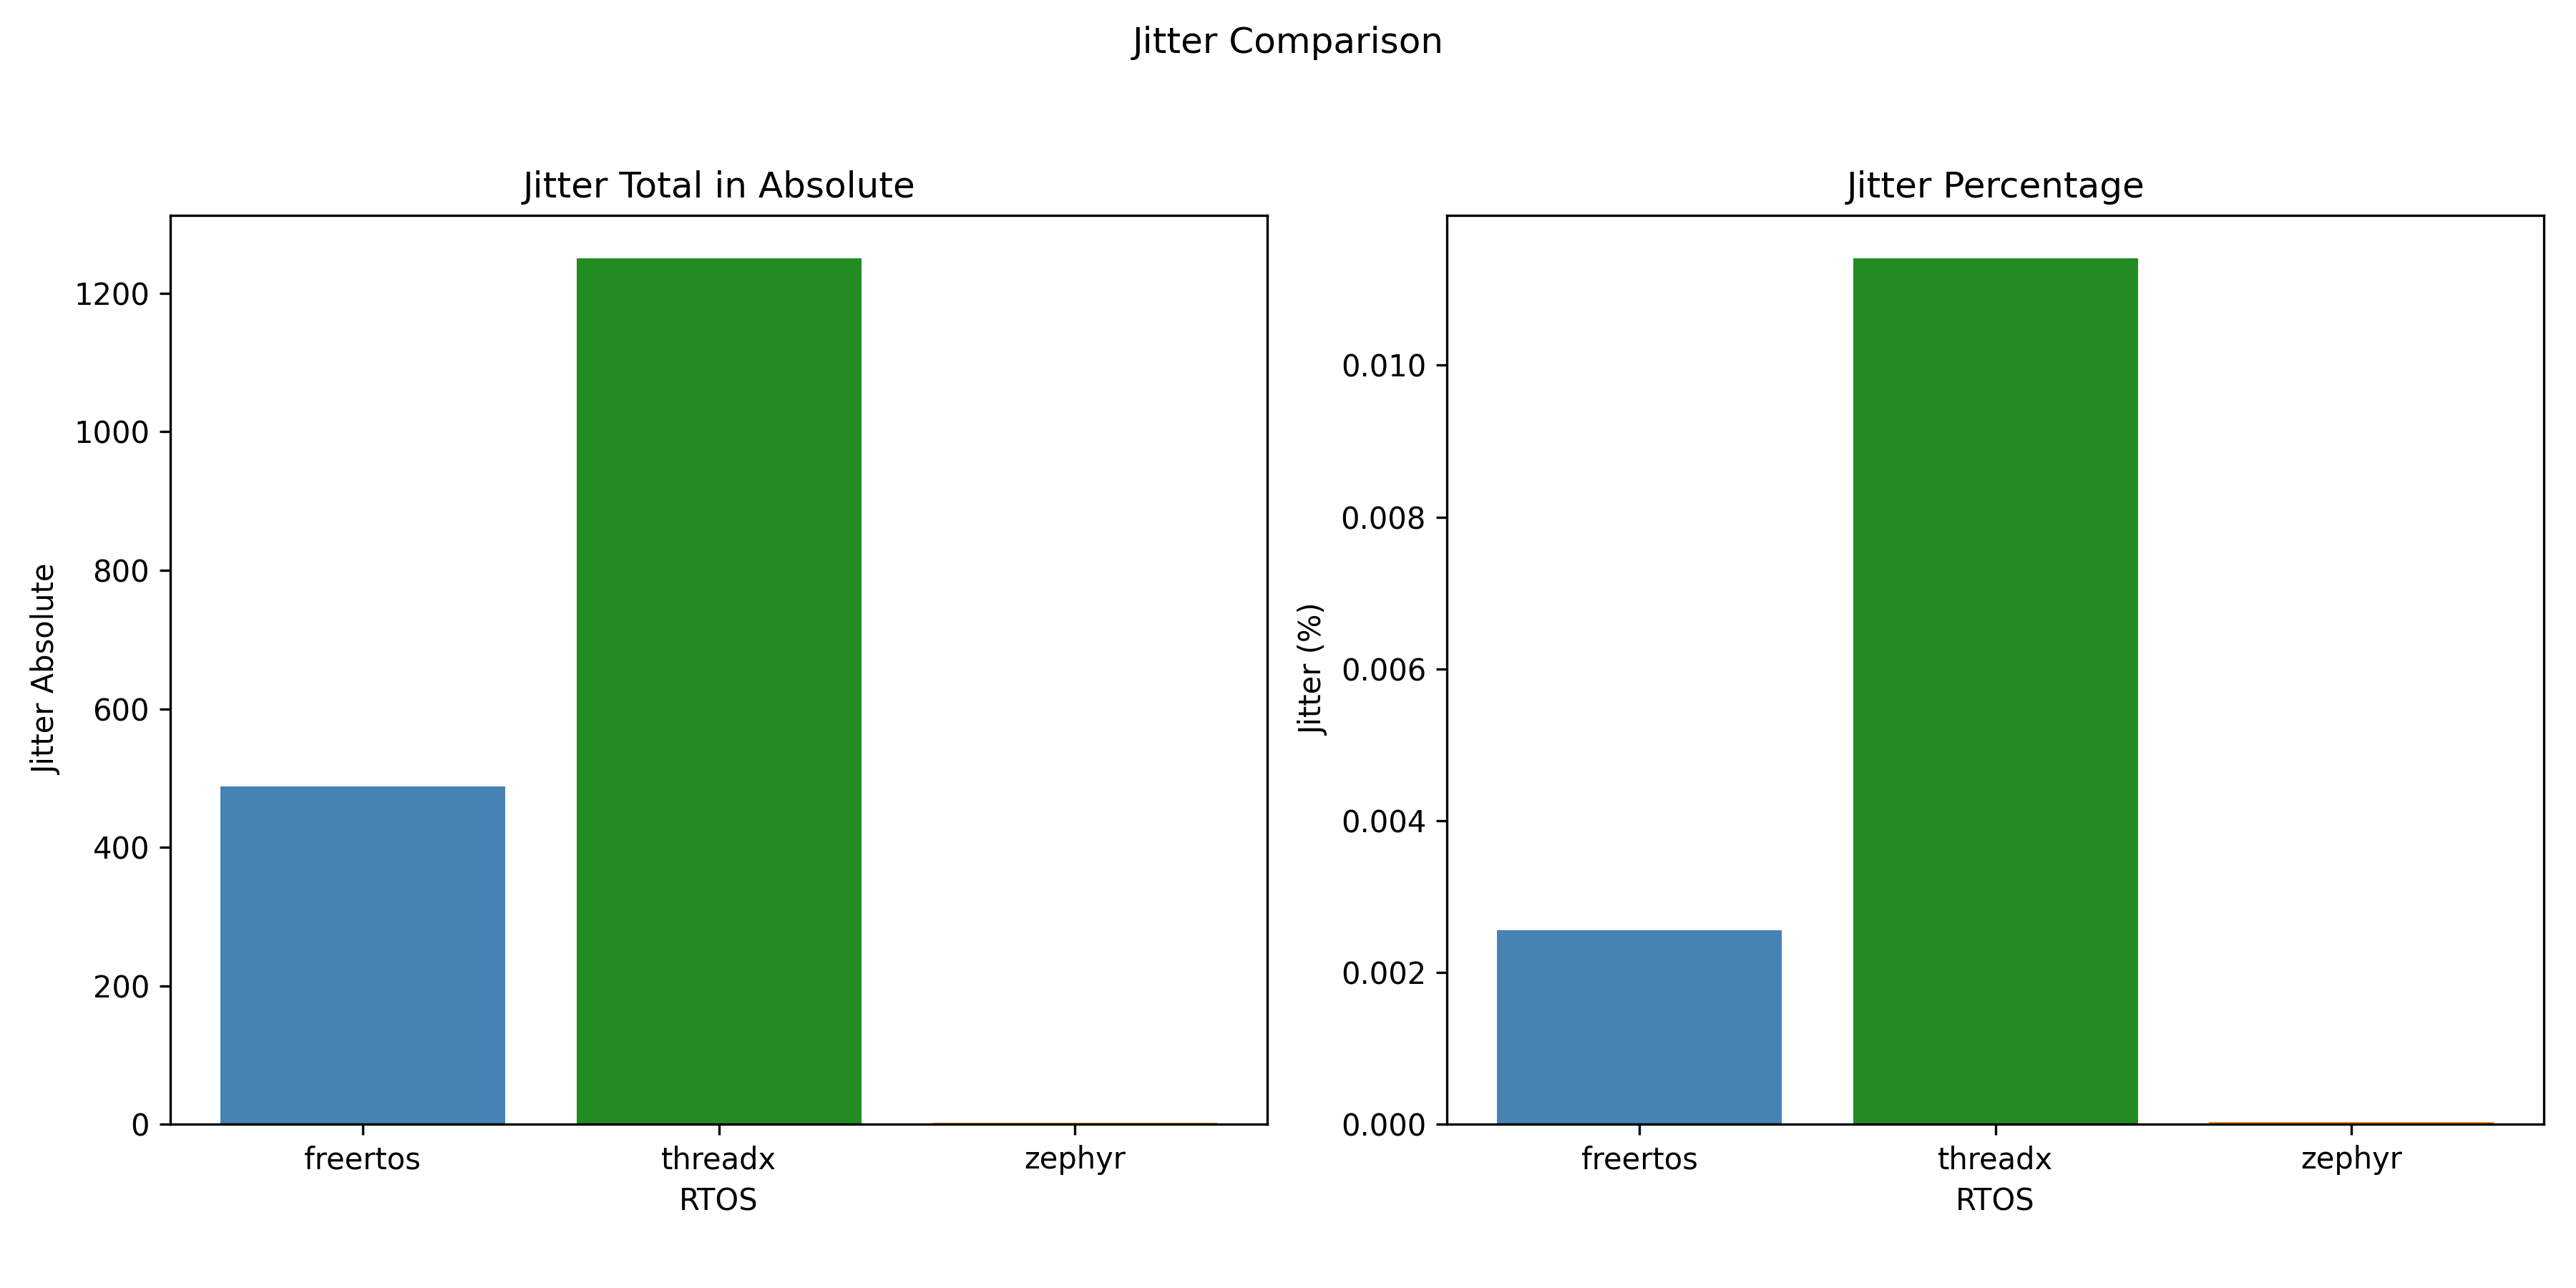 Jitter Comparison
Jitter Total in Absolute
Jitter Absolute
1200
1000
800
600
400
200
0
freertos threadx zephyr
RTOS
Jitter Percentage
Jitter (%)
0.010
0.008
0.006
0.004
0.002
0.000
freertos threadx zephyr
RTOS